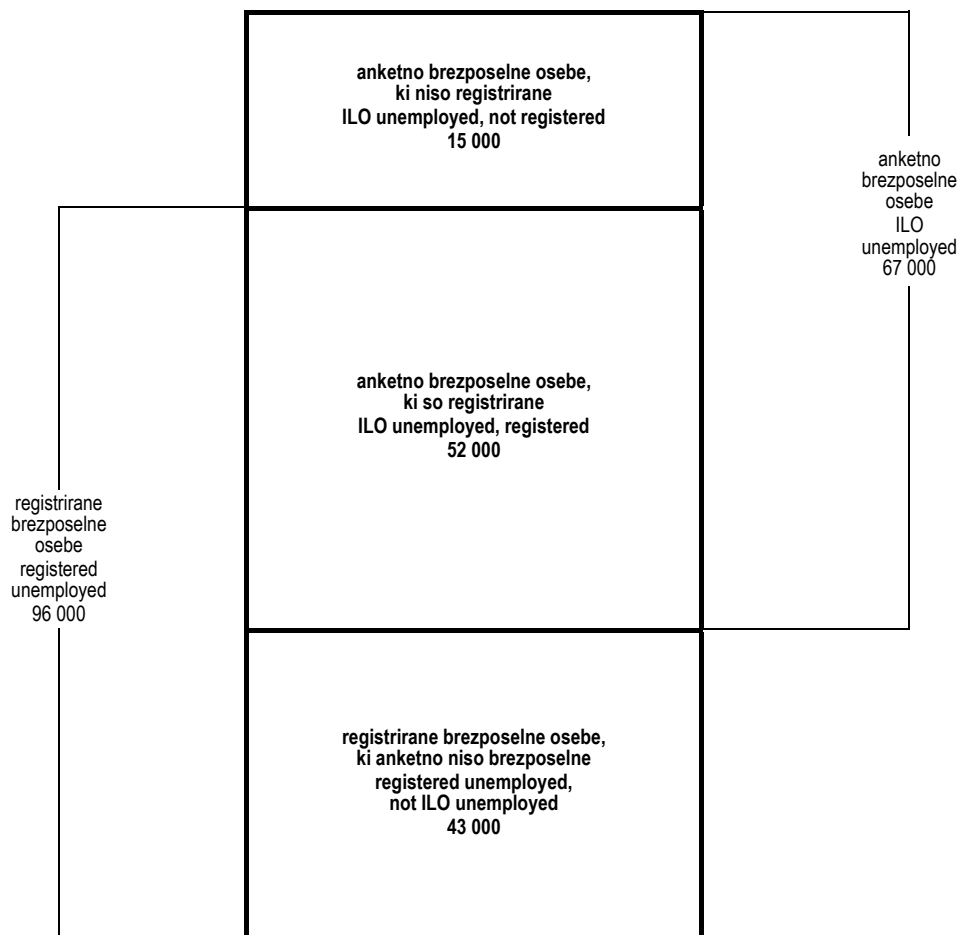 anketno brezposelne osebe,
ki niso registrirane
ILO unemployed, not registered
15 000
anketno
brezposelne
osebe
ILO
unemployed
67 000
anketno brezposelne osebe,
ki so registrirane
ILO unemployed, registered
52 000
registrirane
brezposelne
osebe
registered
unemployed
96 000
registrirane brezposelne osebe,
ki anketno niso brezposelne
registered unemployed,
not ILO unemployed
43 000